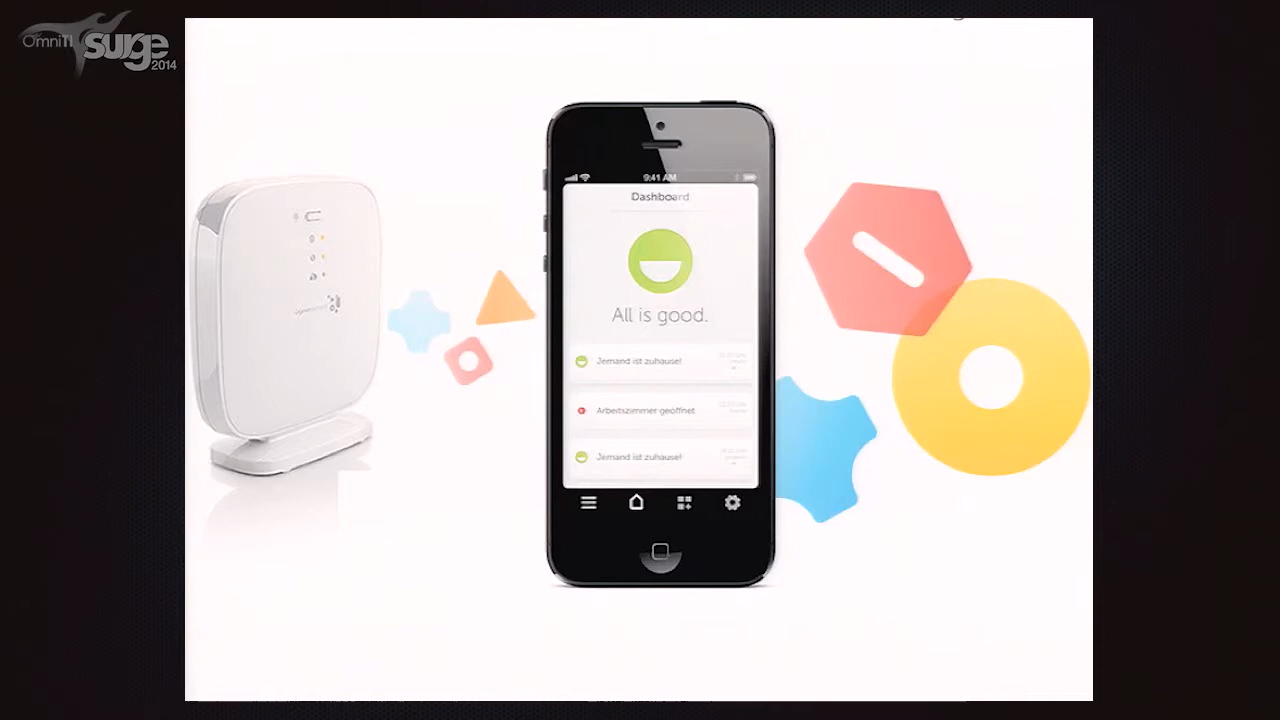 OmniTI
surge
2014
9:41 AM
Dashboard
All is good.
Jemand ist zuhause!
Arbeitszimmer geöffnet
Jemand ist zuhause!